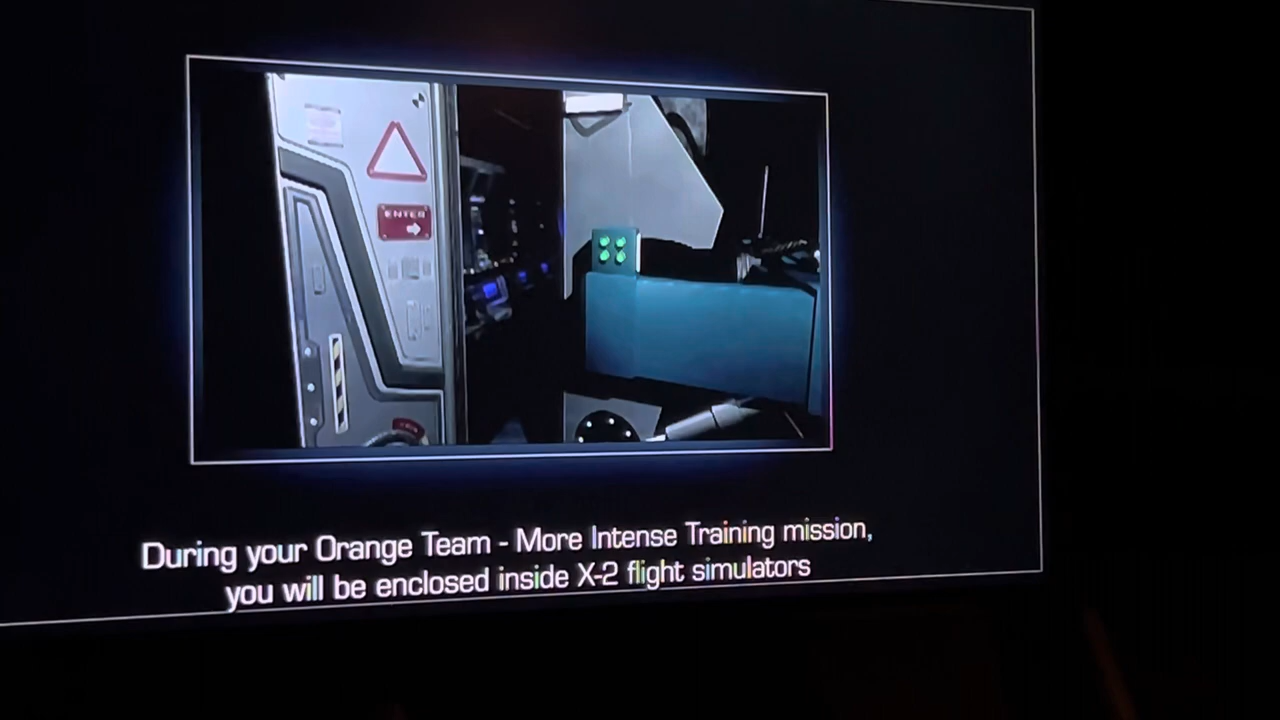 ENTER
During your Orange Team - More Intense Training mission,
you will be enclosed inside X-2 flight simulators